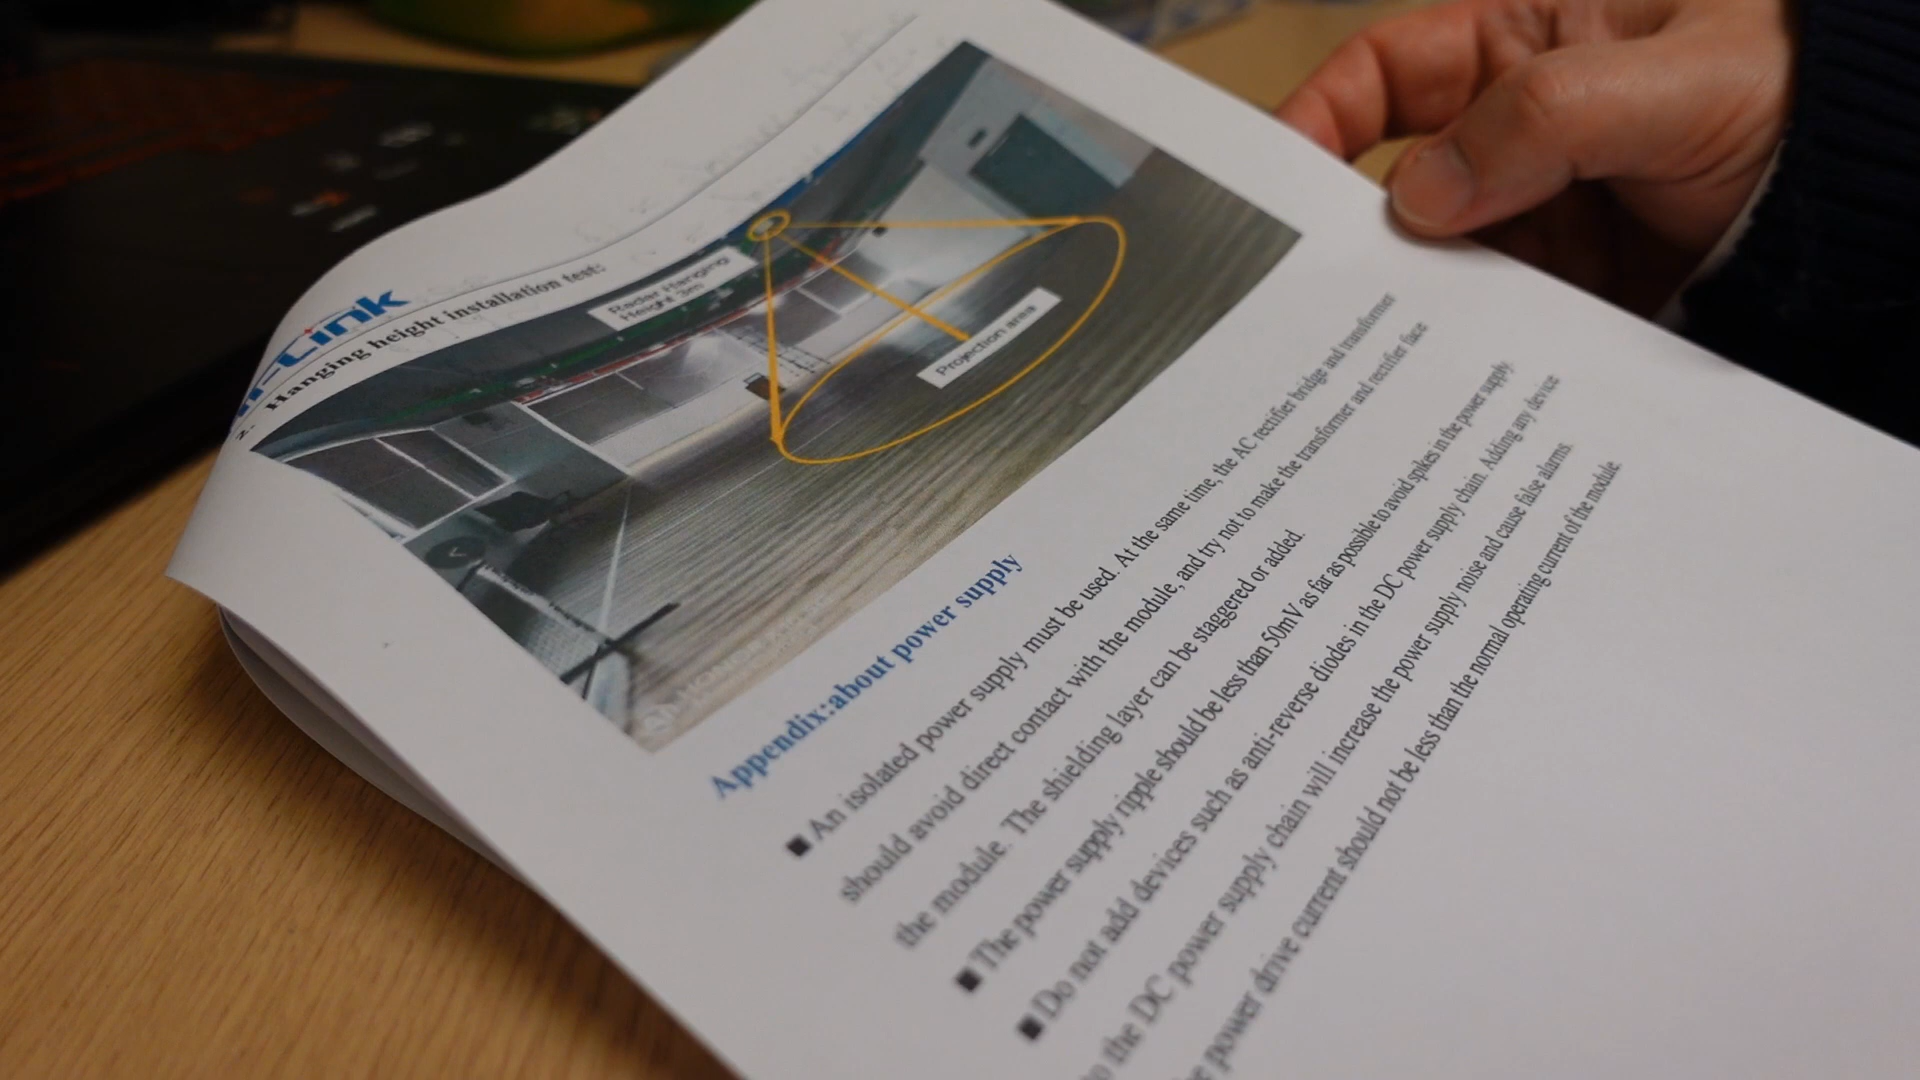 -Link
2. Hanging height installation test:
Radar Hanging
Height 3m
Projection area
Appendix:about power supply
■ An isolated power supply must be used. At the same time, the AC rectifier bridge and transformer
should avoid direct contact with the module, and try not to make the transformer and rectifier face
the module. The shielding layer can be staggered or added.
■ The power supply ripple should be less than 50mV as far as possible to avoid spikes in the power supply.
■ Do not add devices such as anti-reverse diodes in the DC power supply chain. Adding any device
to the DC power supply chain will increase the power supply noise and cause false alarms.
power drive current should not be less than the normal operating current of the module.